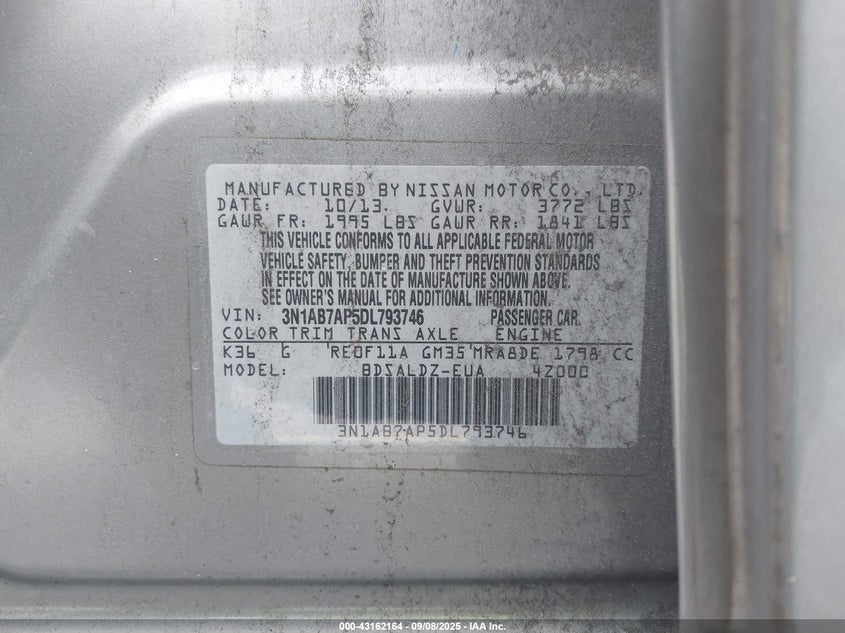 MANUFACTURED BY NISSAN MOTOR CO., LTD.
DATE: 10/13. GVWR: 3772 LBS
GAWR FR: 1995 LBS GAWR RR: 1841 LBS
THIS VEHICLE CONFORMS TO ALL APPLICABLE FEDERAL MOTOR
VEHICLE SAFETY, BUMPER AND THEFT PREVENTION STANDARDS
IN EFFECT ON THE DATE OF MANUFACTURE SHOWN ABOVE.
SEE OWNER'S MANUAL FOR ADDITIONAL INFORMATION.
VIN: 3N1AB7AP5DL793746 PASSENGER CAR.
COLOR TRIM TRANS AXLE ENGINE
K36 G RE0F11A GM35 MRA8DE 1798 CC
MODEL: BDSALDZ-EUA 4Z000
3N1AB7AP5DL793746
000-43162164 - 09/08/2025 - IAA Inc.